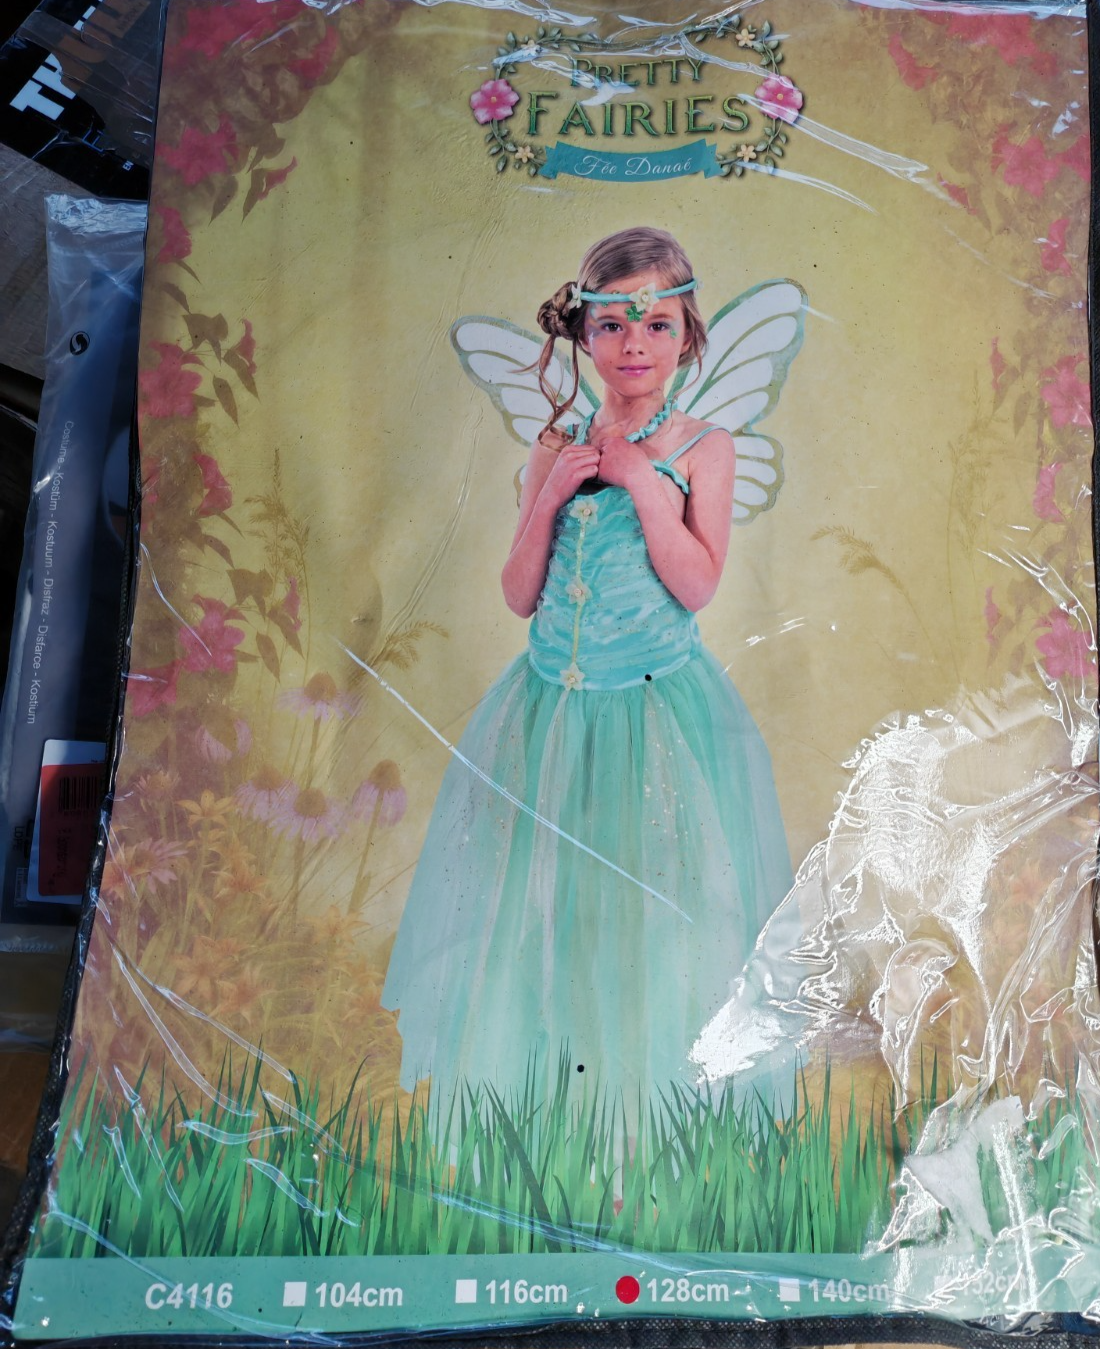 PRETTY
FAIRIES
Fée Danaé
Costume - Kostüm - Kostuum - Disfraz - Disfarce - Kostium
C4116
104cm
116cm
128cm
140cm